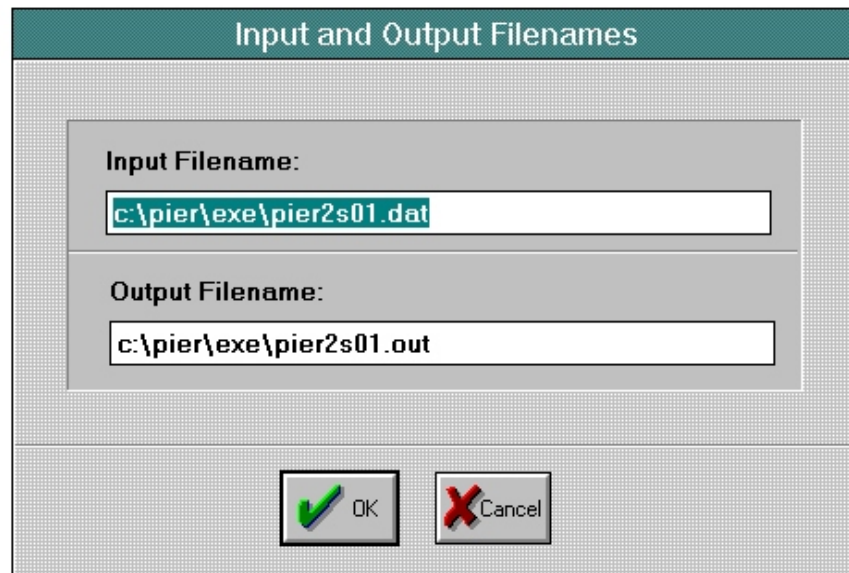 Input and Output Filenames
Input Filename:
c:\pier\exe\pier2s01.dat
Output Filename:
c:\pier\exe\pier2s01.out
OK
Cancel